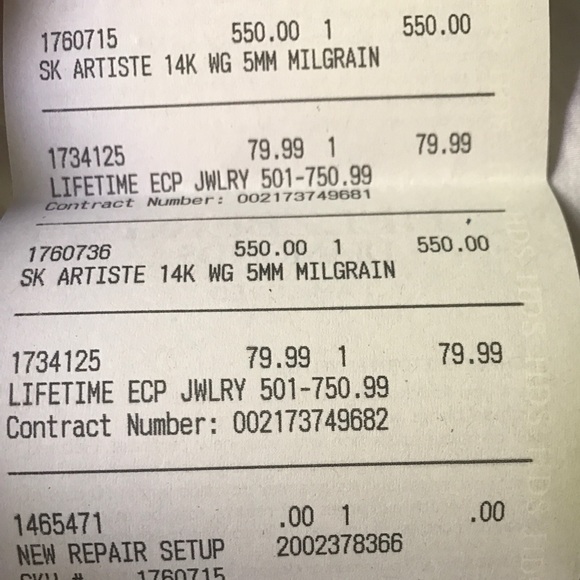 1760715 550.00 1 550.00
SK ARTISTE 14K WG 5MM MILGRAIN
1734125 79.99 1 79.99
LIFETIME ECP JWLRY 501-750.99
Contract Number: 002173749681
1760736 550.00 1 550.00
SK ARTISTE 14K WG 5MM MILGRAIN
1734125 79.99 1 79.99
LIFETIME ECP JWLRY 501-750.99
Contract Number: 002173749682
1465471 .00 1 .00
NEW REPAIR SETUP 2002378366
SKU # 1760715